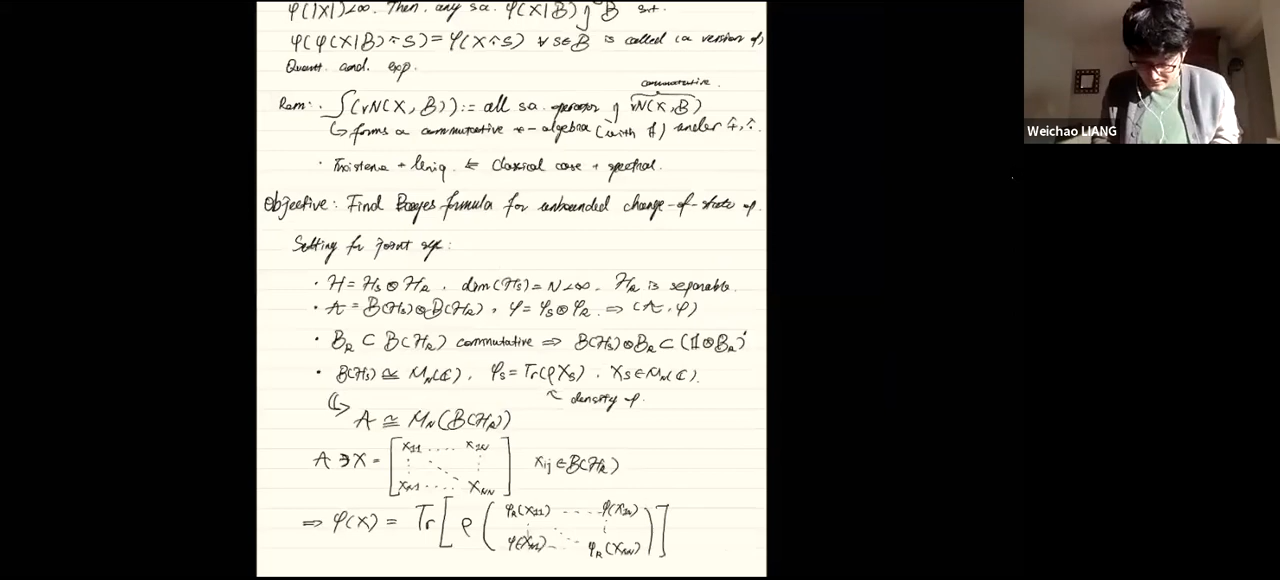 φ(|X|)<∞. Then, any s.a. φ(X|B) η B s.t.
φ(φ(X|B) ∸ S) = φ(X ∸ S) ∀ S∈B is called (a version of)
Quant. cond. exp.
commutative.
Rem: · ∫(vN(X, B)) := all s.a. operator η vN(X, B)
↳ forms a commutative *-algebra (with 1) under ∔, ∸.
· Existence + Uniq. ⇐ Classical case + spectral.
Objective: Find Bayes formula for unbounded change-of-state op.
Setting for joint sys:
· H = H_S ⊗ H_R , dim(H_S) = N<∞, H_R is separable.
· A = B(H_S)⊗B(H_R), φ = φ_S ⊗ φ_R. ⇒ (A, φ)
· B_R ⊂ B(H_R) commutative ⇒ B(H_S)⊗B_R ⊂ (1⊗B_R)'
· B(H_S) ≅ M_N(C), φ_S = Tr(ρX_S), X_S ∈ M_N(C).
↖ density op.
↳ A ≅ M_N(B(H_R))
A ∋ X = [ x_11 .... x_1N ⋮ ⋱ ⋮ x_N1 .... x_NN ] x_ij ∈ B(H_R)
⇒ φ(X) = Tr[ ρ ( φ_R(X_11) .... φ(X_1N) ⋮ ⋱ ⋮ φ(X_N1) .... φ_R(X_NN) ) ]
Weichao LIANG